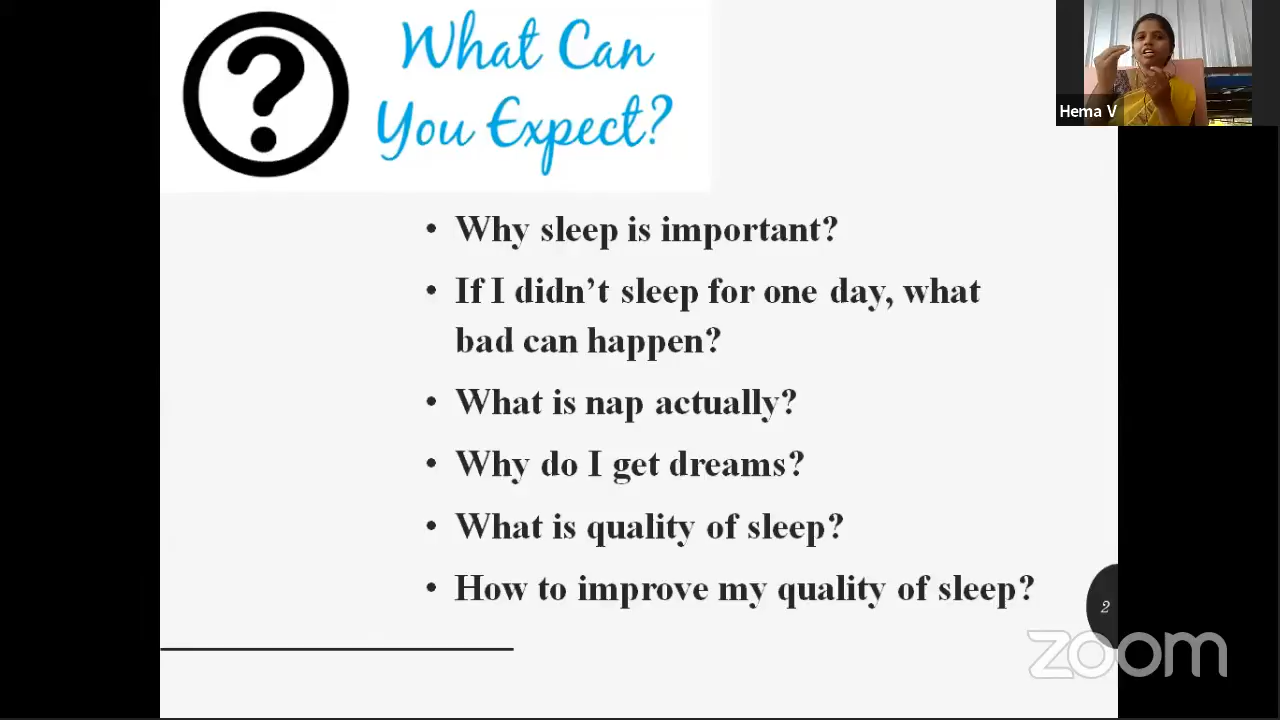 What Can
You Expect?
Hema V
• Why sleep is important?
• If I didn’t sleep for one day, what
bad can happen?
• What is nap actually?
• Why do I get dreams?
• What is quality of sleep?
• How to improve my quality of sleep?
2
zoom